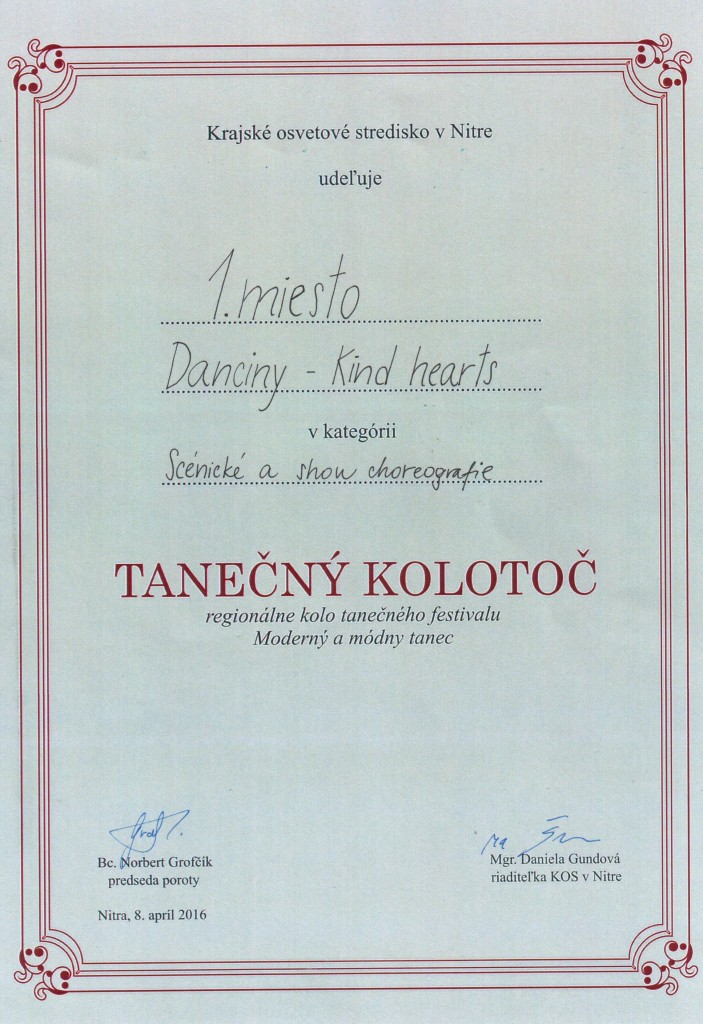 Krajské osvetové stredisko v Nitre
udeľuje
1. miesto
Danciny - Kind hearts
v kategórii
Scénické a show choreografie
TANEČNÝ KOLOTOČ
regionálne kolo tanečného festivalu
Moderný a módny tanec
Bc. Norbert Grofčík
predseda poroty
Mgr. Daniela Gundová
riaditeľka KOS v Nitre
Nitra, 8. apríl 2016